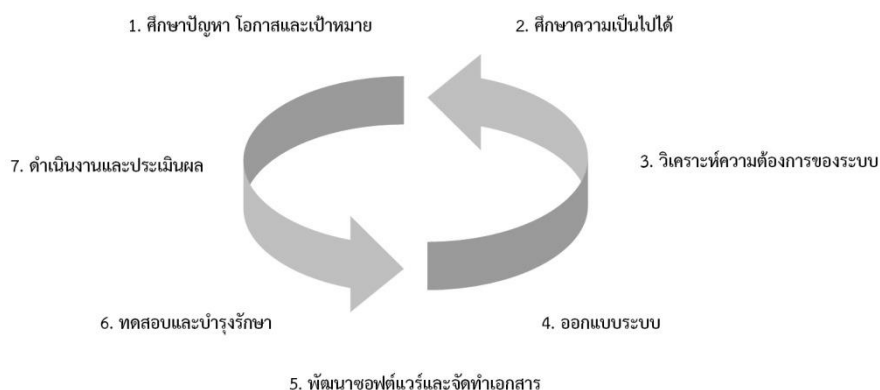 1. ศึกษาปัญหา โอกาสและเป้าหมาย
2. ศึกษาความเป็นไปได้
3. วิเคราะห์ความต้องการของระบบ
4. ออกแบบระบบ
5. พัฒนาซอฟต์แวร์และจัดทำเอกสาร
6. ทดสอบและบำรุงรักษา
7. ดำเนินงานและประเมินผล